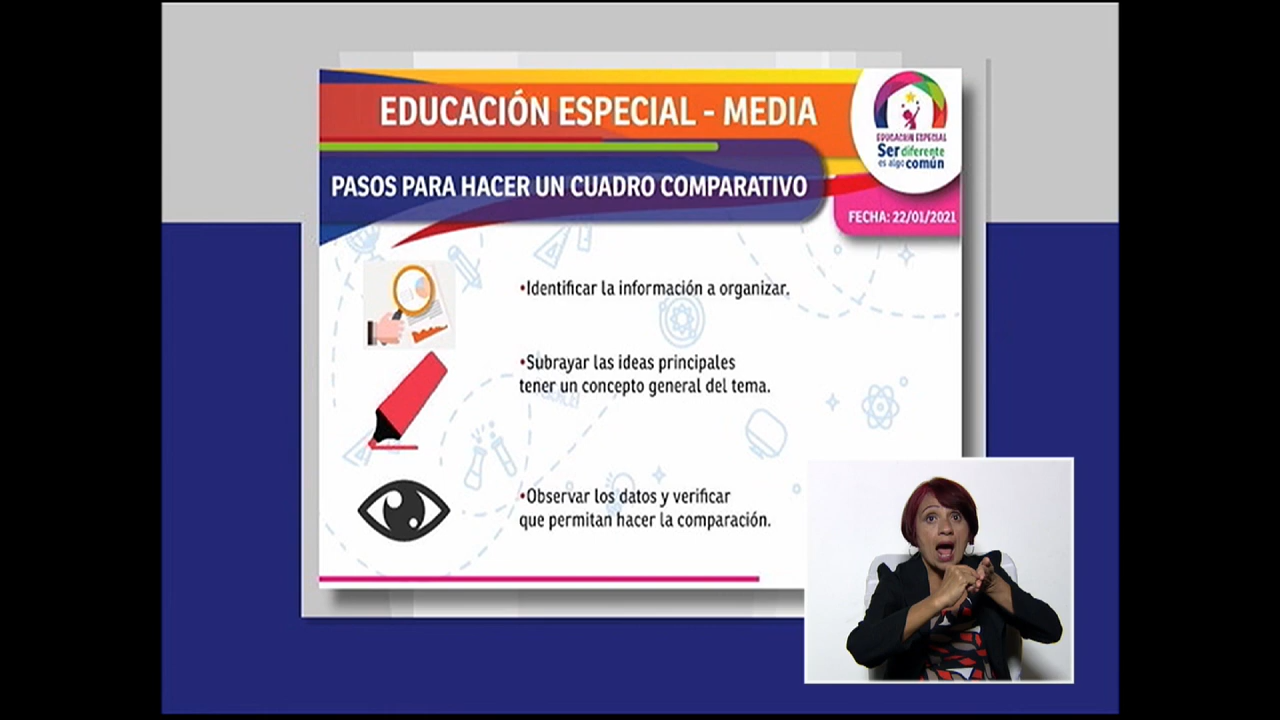 EDUCACIÓN ESPECIAL - MEDIA
EDUCACIÓN ESPECIAL
Ser diferente
es algo común
PASOS PARA HACER UN CUADRO COMPARATIVO
FECHA: 22/01/2021
•Identificar la información a organizar.
•Subrayar las ideas principales
tener un concepto general del tema.
•Observar los datos y verificar
que permitan hacer la comparación.